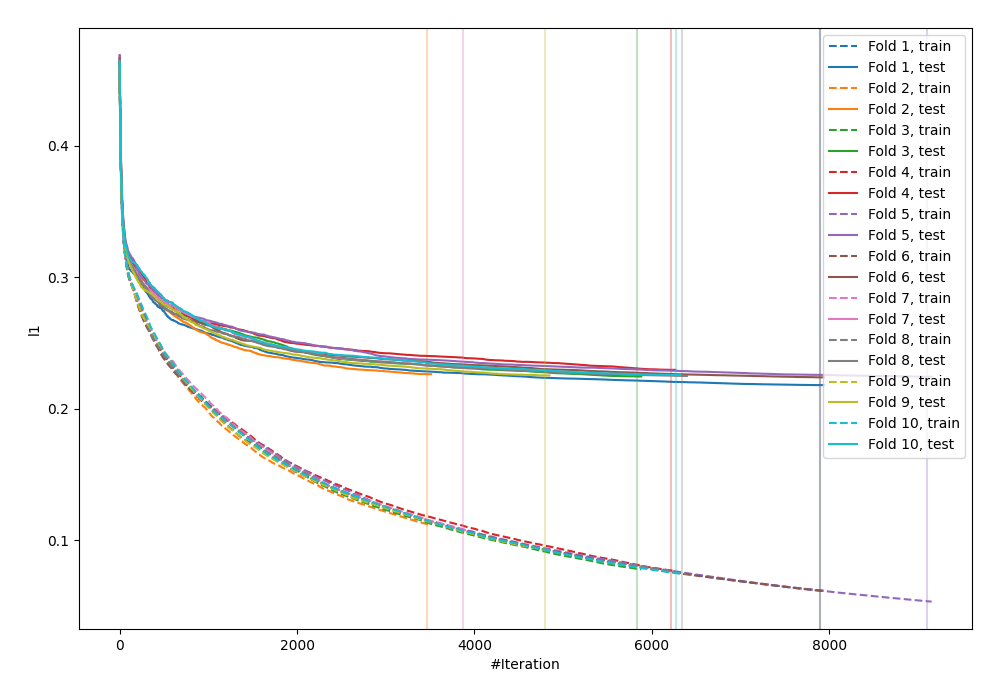 0.4
0.3
0.2
0.1
l1
0
2000
4000
6000
8000
#Iteration
Fold 1, train
Fold 1, test
Fold 2, train
Fold 2, test
Fold 3, train
Fold 3, test
Fold 4, train
Fold 4, test
Fold 5, train
Fold 5, test
Fold 6, train
Fold 6, test
Fold 7, train
Fold 7, test
Fold 8, train
Fold 8, test
Fold 9, train
Fold 9, test
Fold 10, train
Fold 10, test